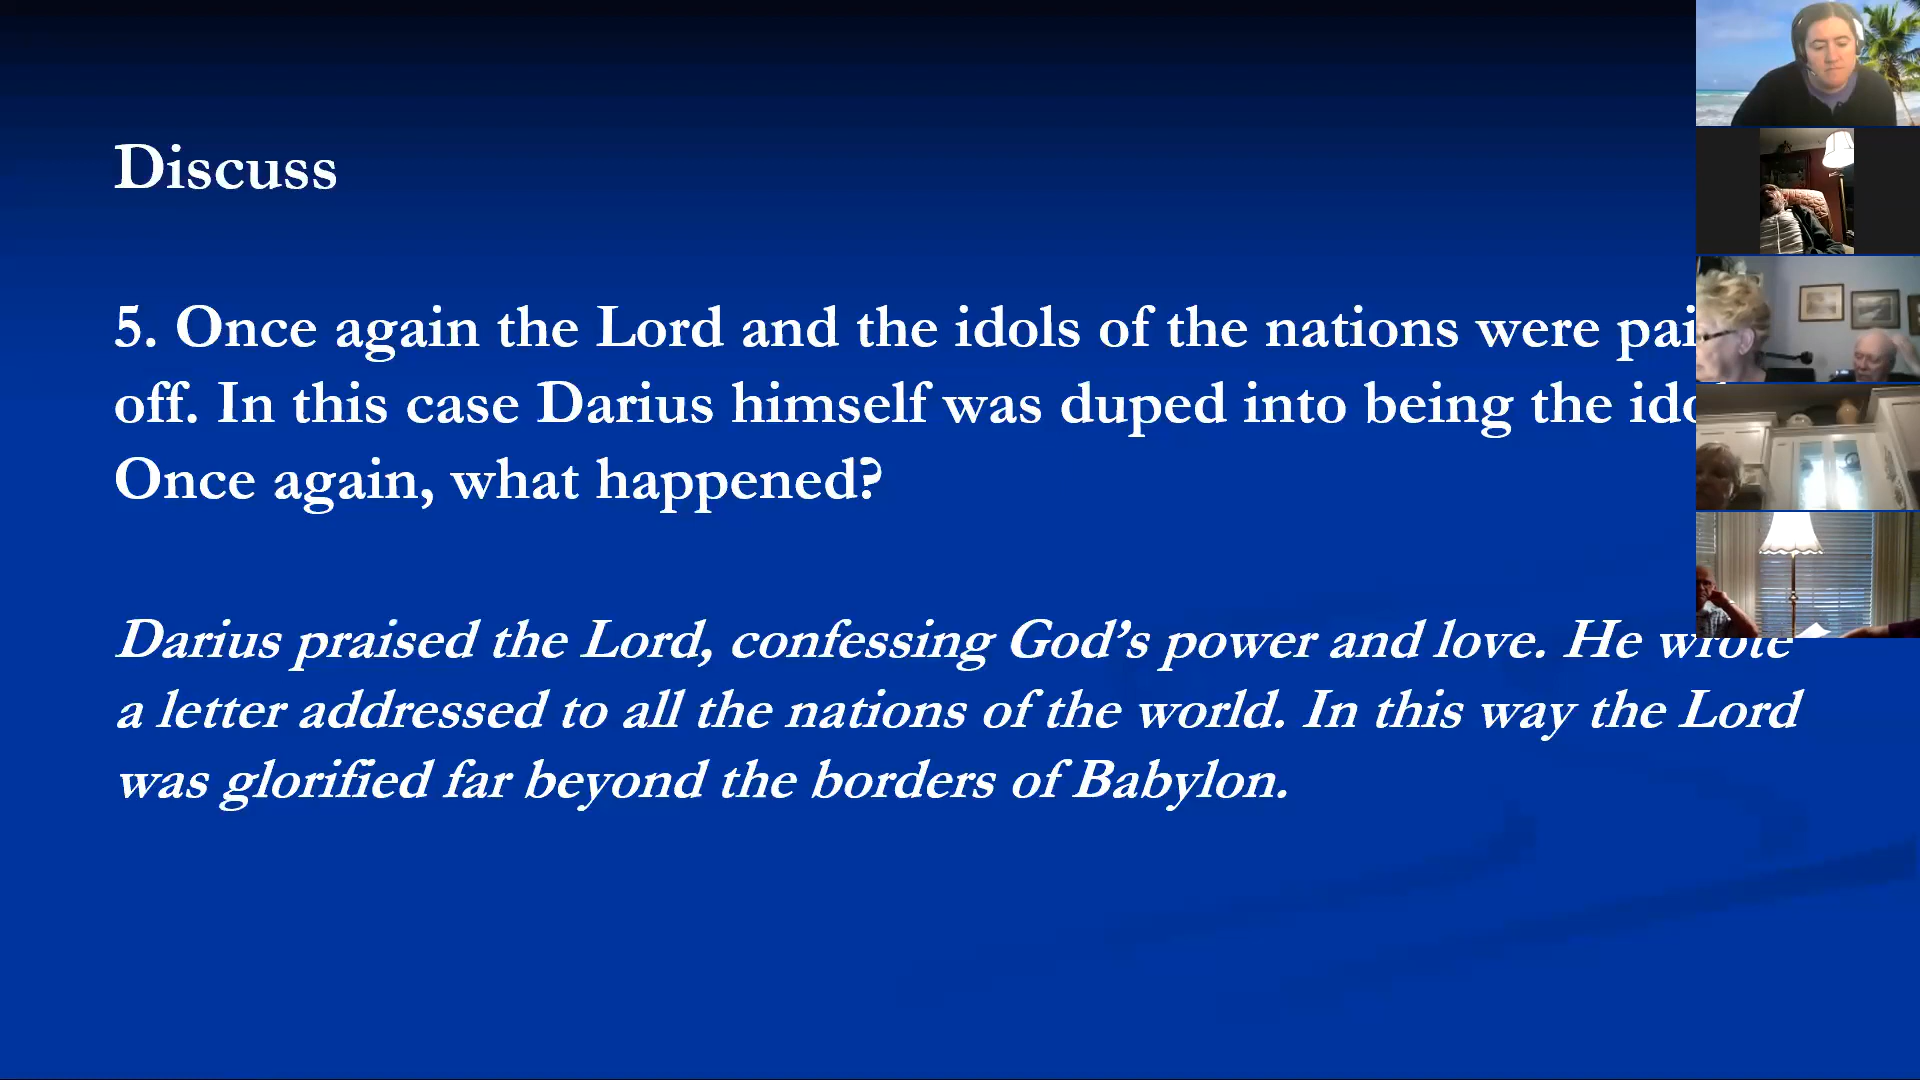 Discuss
5. Once again the Lord and the idols of the nations were
off. In this case Darius himself was duped into being the
Once again, what happened?
Darius praised the Lord, confessing God’s power and love. He wrote
a letter addressed to all the nations of the world. In this way the Lord
was glorified far beyond the borders of Babylon.